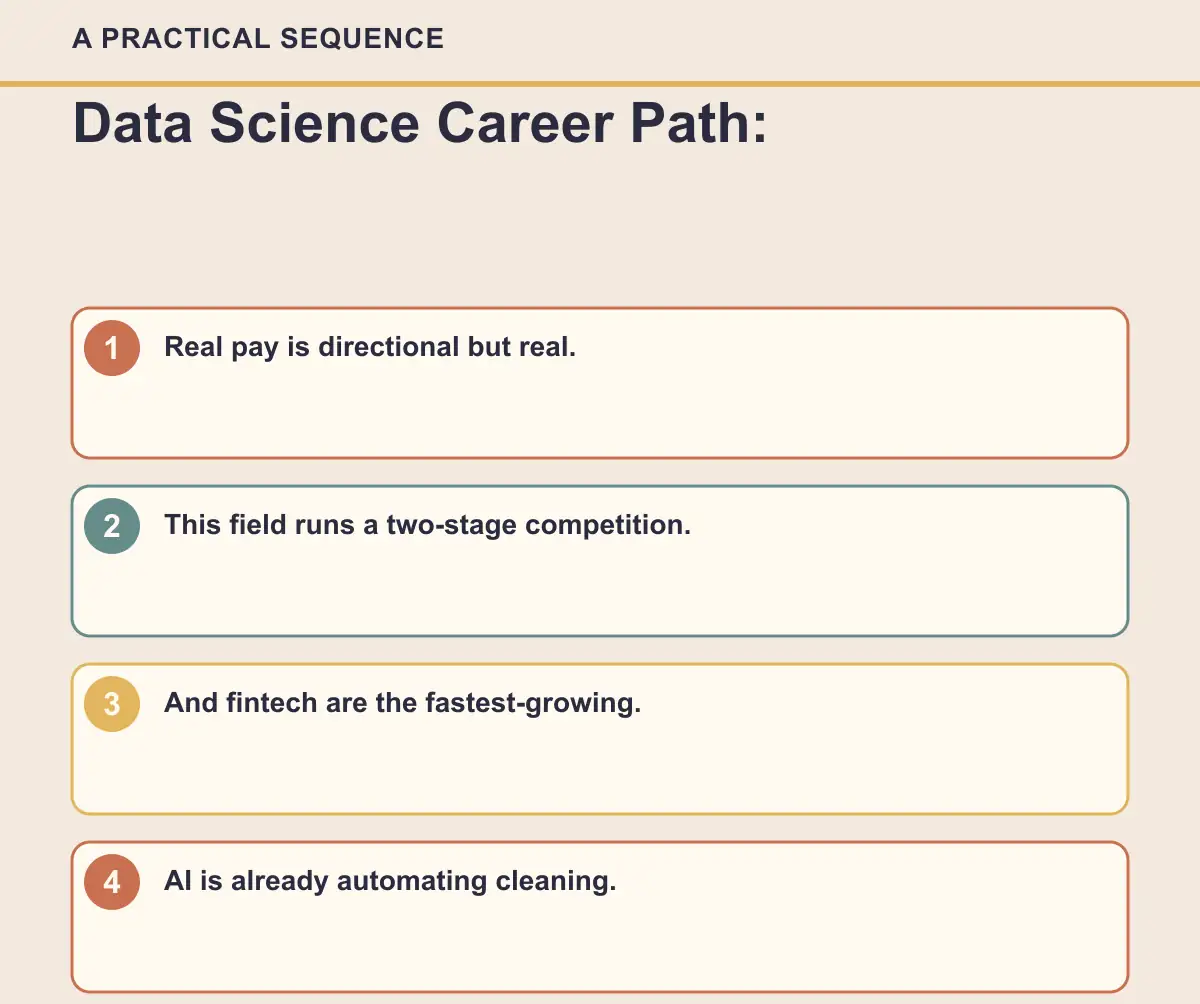 A PRACTICAL SEQUENCE
Data Science Career Path:
1
Real pay is directional but real.
2
This field runs a two-stage competition.
3
And fintech are the fastest-growing.
4
AI is already automating cleaning.